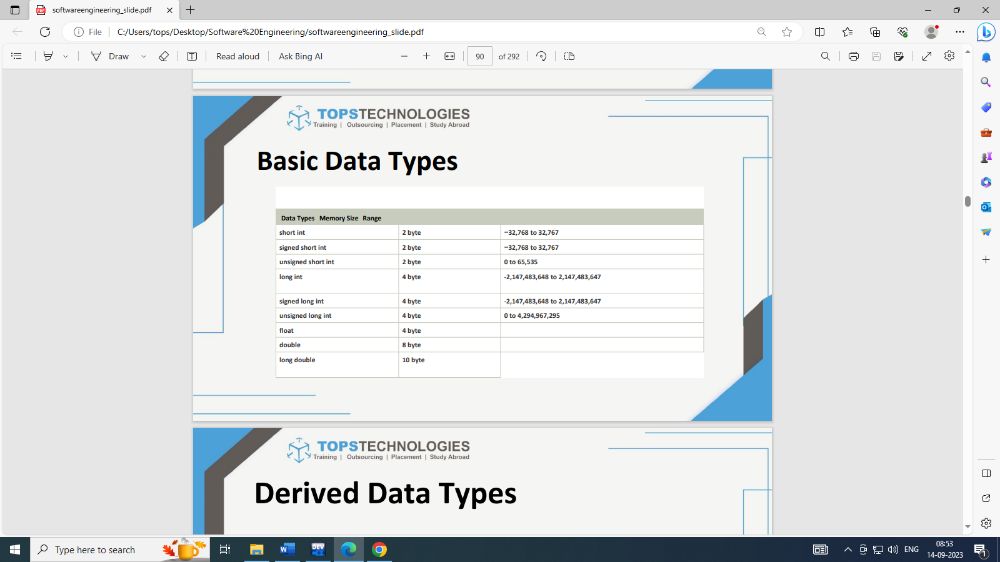 softwareengineering_slide.pdf
File
C:/Users/tops/Desktop/Software%20Engineering/softwareengineering_slide.pdf
Draw
Read aloud
Ask Bing AI
90 of 292
TOPSTECHNOLOGIES
Training | Outsourcing | Placement | Study Abroad
Basic Data Types
Data Types Memory Size Range
short int 2 byte −32,768 to 32,767
signed short int 2 byte −32,768 to 32,767
unsigned short int 2 byte 0 to 65,535
long int 4 byte -2,147,483,648 to 2,147,483,647
signed long int 4 byte -2,147,483,648 to 2,147,483,647
unsigned long int 4 byte 0 to 4,294,967,295
float 4 byte
double 8 byte
long double 10 byte
TOPSTECHNOLOGIES
Training | Outsourcing | Placement | Study Abroad
Derived Data Types
Type here to search
DEV
ENG
08:53
14-09-2023
1